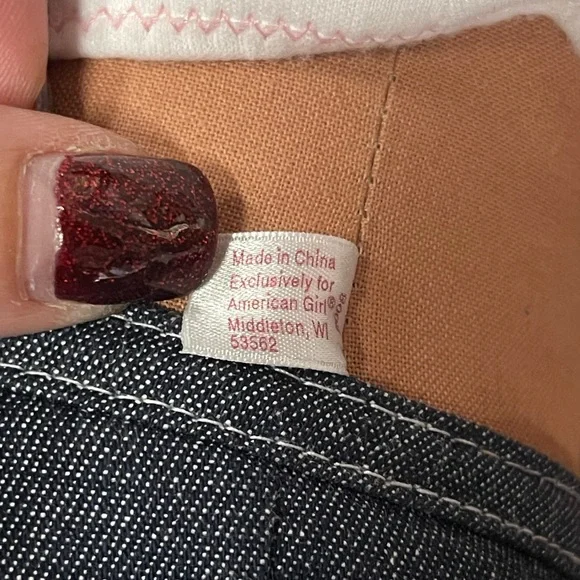 Made in China
Exclusively for
American Girl®
Middleton, WI
53562